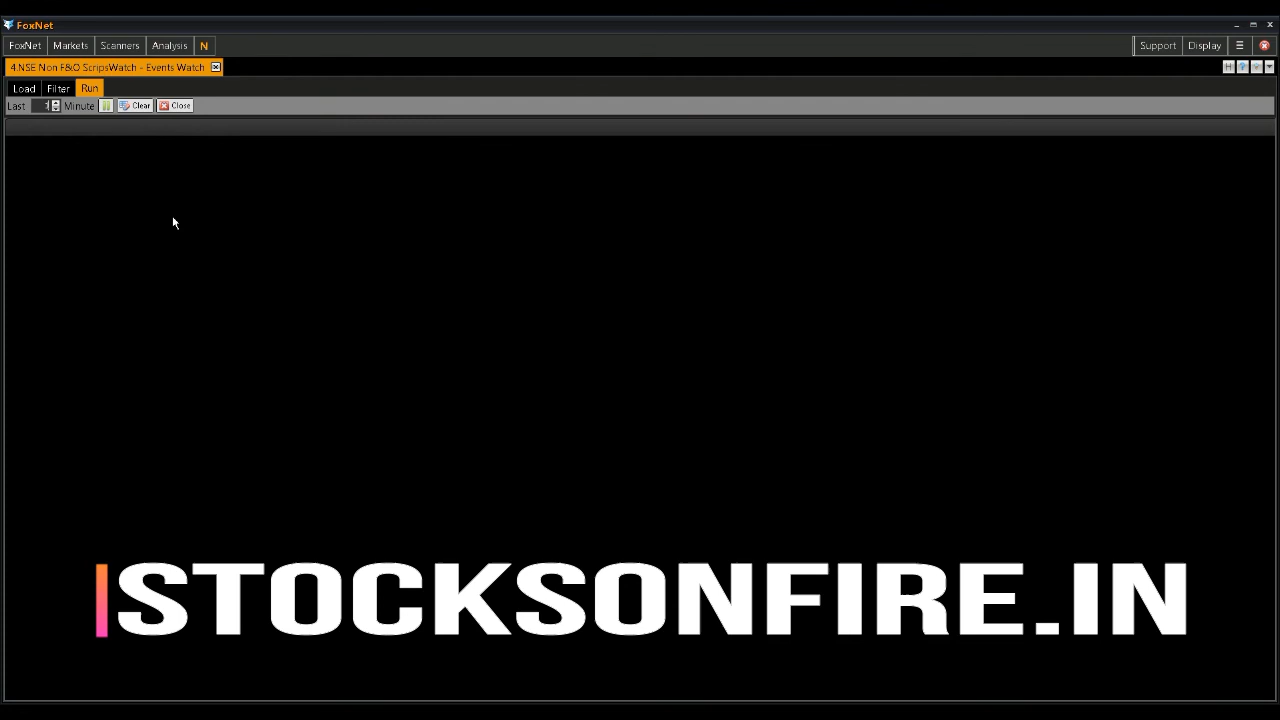 FoxNet
FoxNet Markets Scanners Analysis N Support Display
4.NSE Non F&O ScripsWatch - Events Watch H
Load Filter Run
Last 1 Minute Clear Close
STOCKSONFIRE.IN